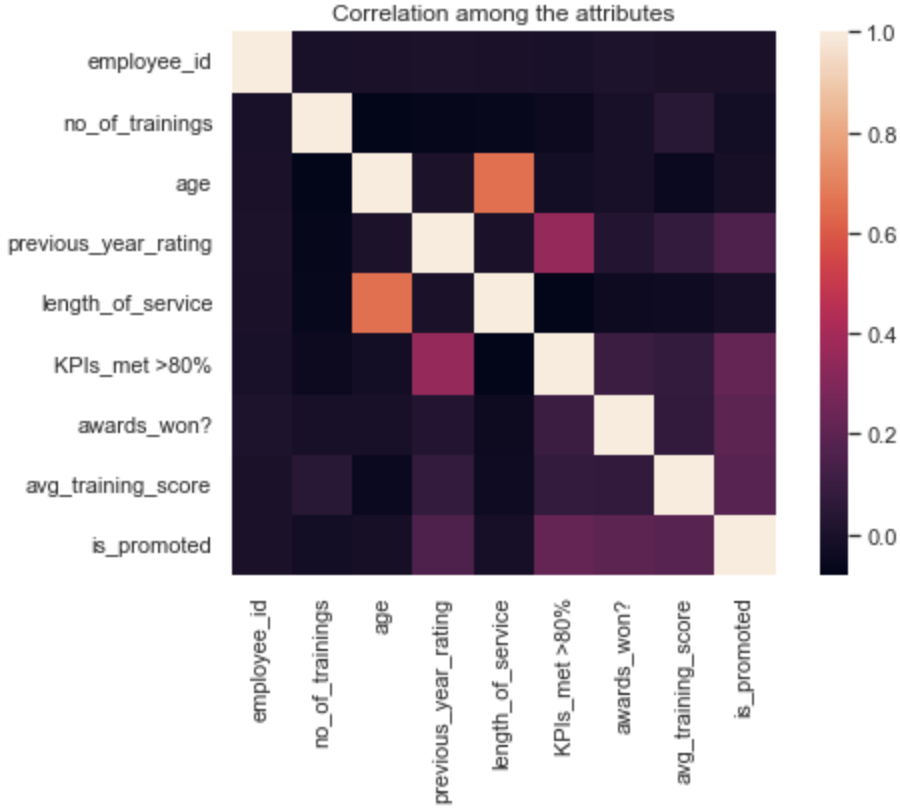 Correlation among the attributes
employee_id
no_of_trainings
age
previous_year_rating
length_of_service
KPIs_met >80%
awards_won?
avg_training_score
is_promoted
1.0
0.8
0.6
0.4
0.2
0.0
employee_id
no_of_trainings
age
previous_year_rating
length_of_service
KPIs_met >80%
awards_won?
avg_training_score
is_promoted